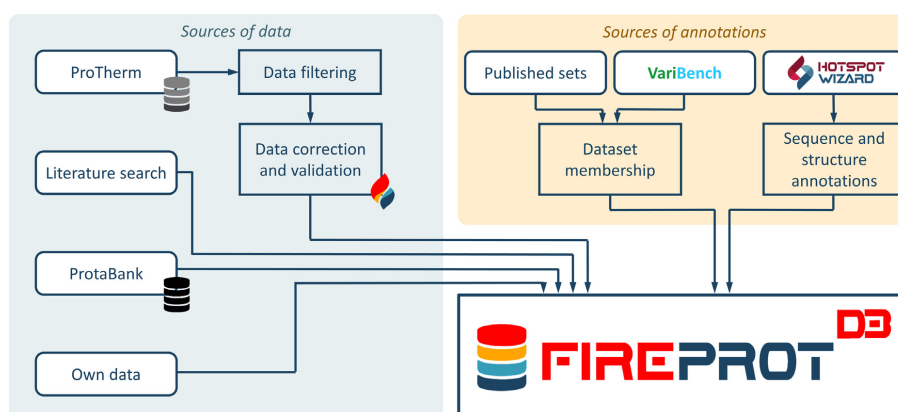 Sources of data
ProTherm
Data filtering
Data correction
and validation
Literature search
ProtaBank
Own data
Sources of annotations
Published sets
VariBench
HOTSPOT
WIZARD
Dataset
membership
Sequence and
structure
annotations
FIREPROT DB